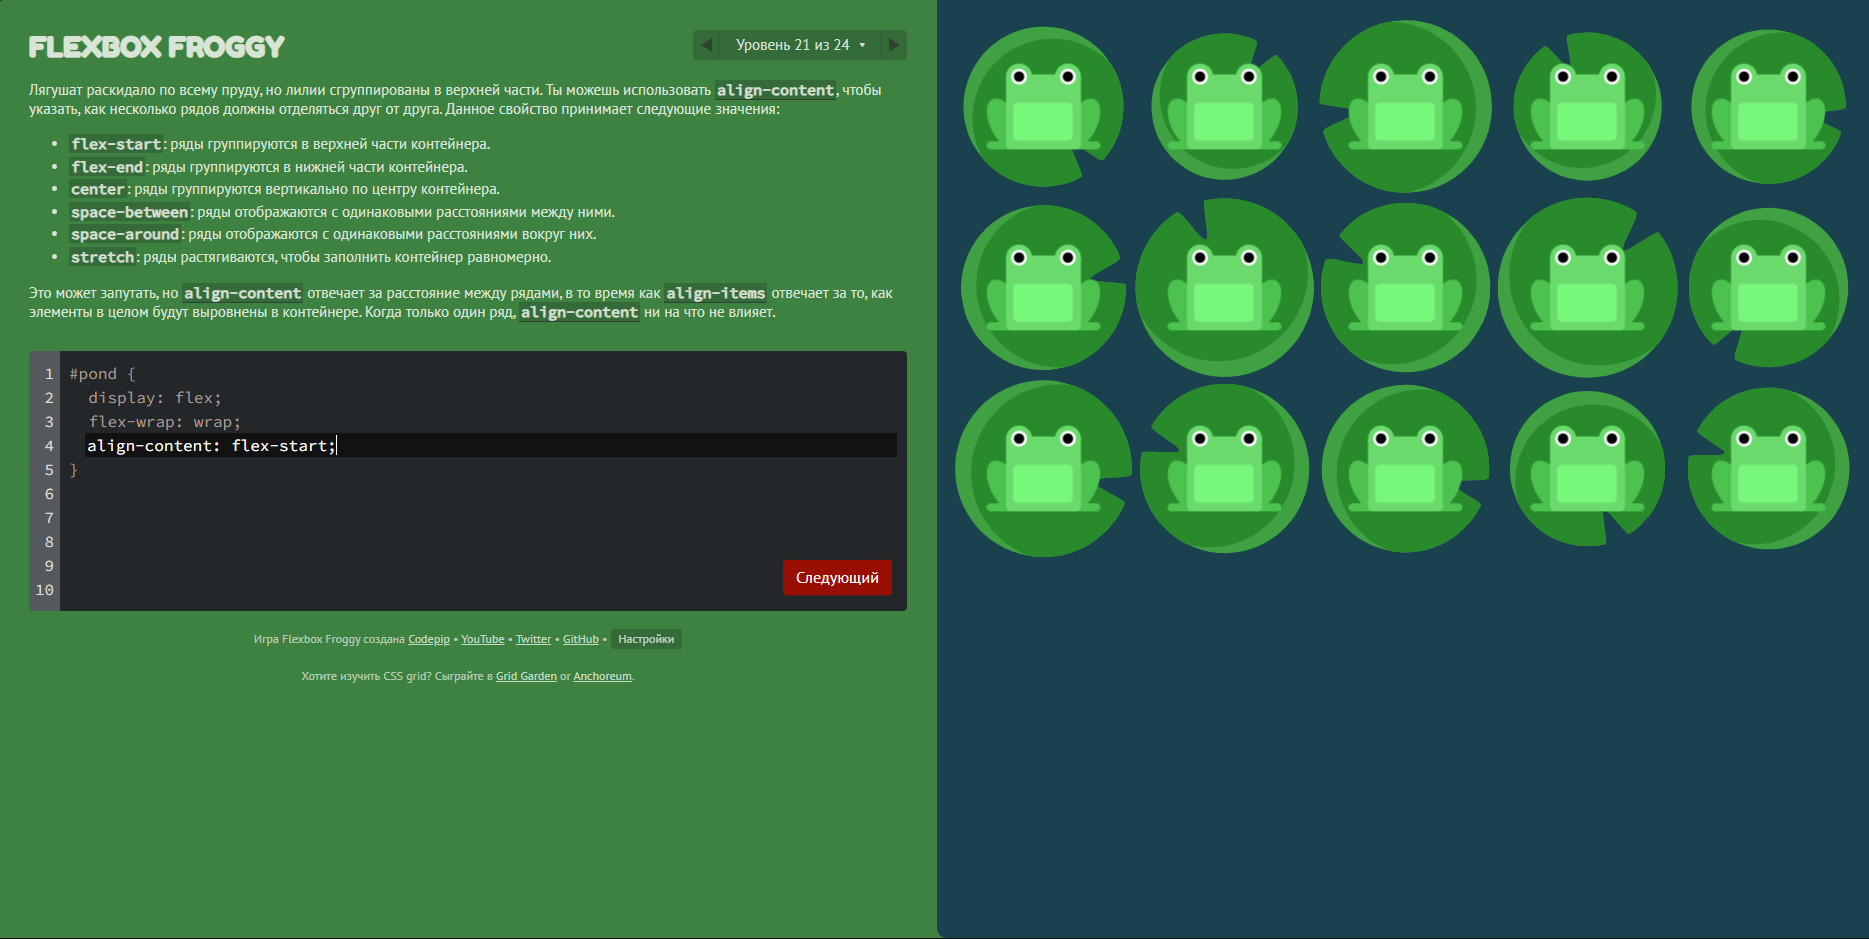 FLEXBOX FROGGY
Уровень 21 из 24
Лягушат раскидало по всему пруду, но лилии сгруппированы в верхней части. Ты можешь использовать align-content, чтобы
указать, как несколько рядов должны отделяться друг от друга. Данное свойство принимает следующие значения:
• flex-start: ряды группируются в верхней части контейнера.
• flex-end: ряды группируются в нижней части контейнера.
• center: ряды группируются вертикально по центру контейнера.
• space-between: ряды отображаются с одинаковыми расстояниями между ними.
• space-around: ряды отображаются с одинаковыми расстояниями вокруг них.
• stretch: ряды растягиваются, чтобы заполнить контейнер равномерно.
Это может запутать, но align-content отвечает за расстояние между рядами, в то время как align-items отвечает за то, как
элементы в целом будут выровнены в контейнере. Когда только один ряд, align-content ни на что не влияет.
1 #pond {
2 display: flex;
3 flex-wrap: wrap;
4 align-content: flex-start;
5 }
6
7
8
9
10
Следующий
Игра Flexbox Froggy создана Codepip • YouTube • Twitter • GitHub • Настройки
Хотите изучить CSS grid? Сыграйте в Grid Garden or Anchoreum.